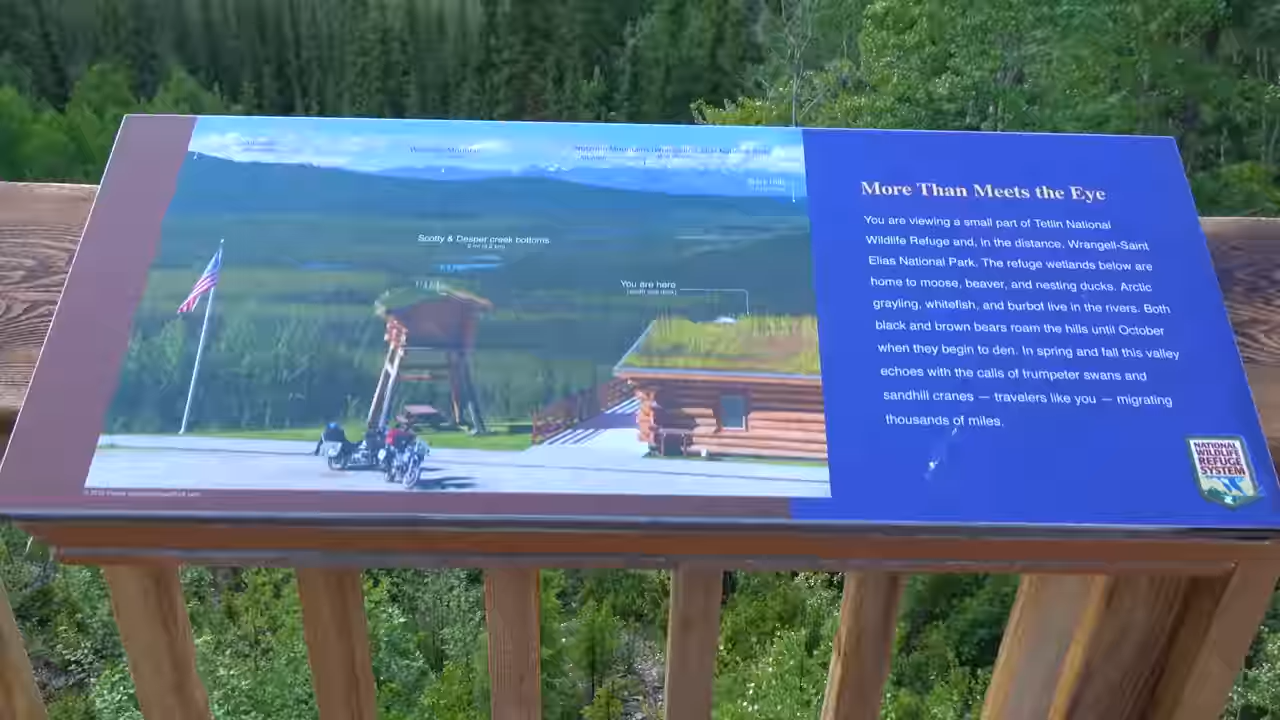 Scotty & Desper creek bottoms
You are here
More Than Meets the Eye
You are viewing a small part of Tetlin National
Wildlife Refuge and, in the distance, Wrangell-Saint
Elias National Park. The refuge wetlands below are
home to moose, beaver, and nesting ducks. Arctic
grayling, whitefish, and burbot live in the rivers. Both
black and brown bears roam the hills until October
when they begin to den. In spring and fall this valley
echoes with the calls of trumpeter swans and
sandhill cranes — travelers like you — migrating
thousands of miles.
NATIONAL
WILDLIFE
REFUGE
SYSTEM